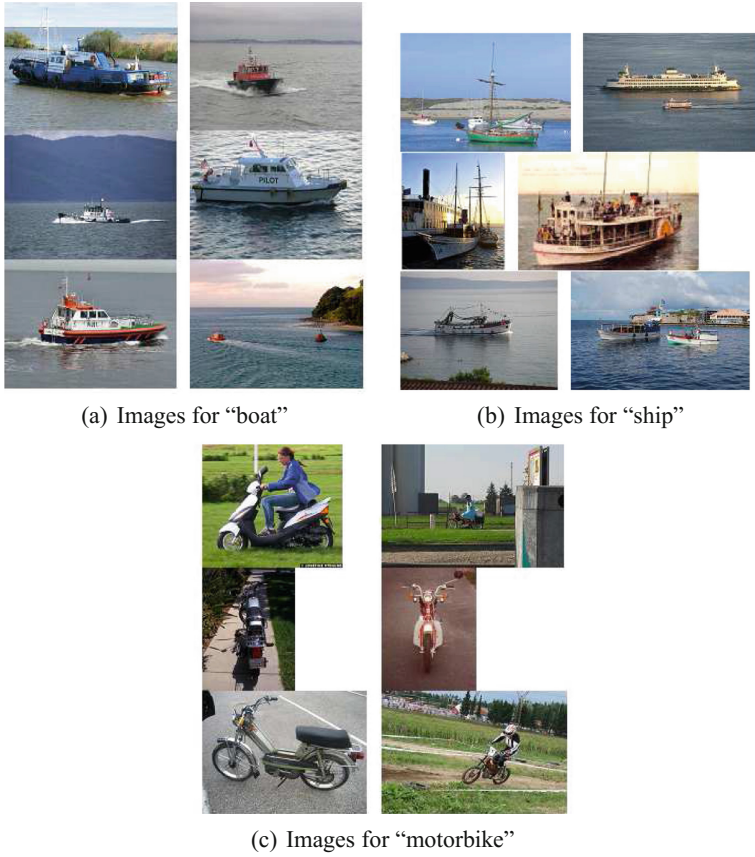 PILOT
(a) Images for “boat”
(b) Images for “ship”
(c) Images for “motorbike”